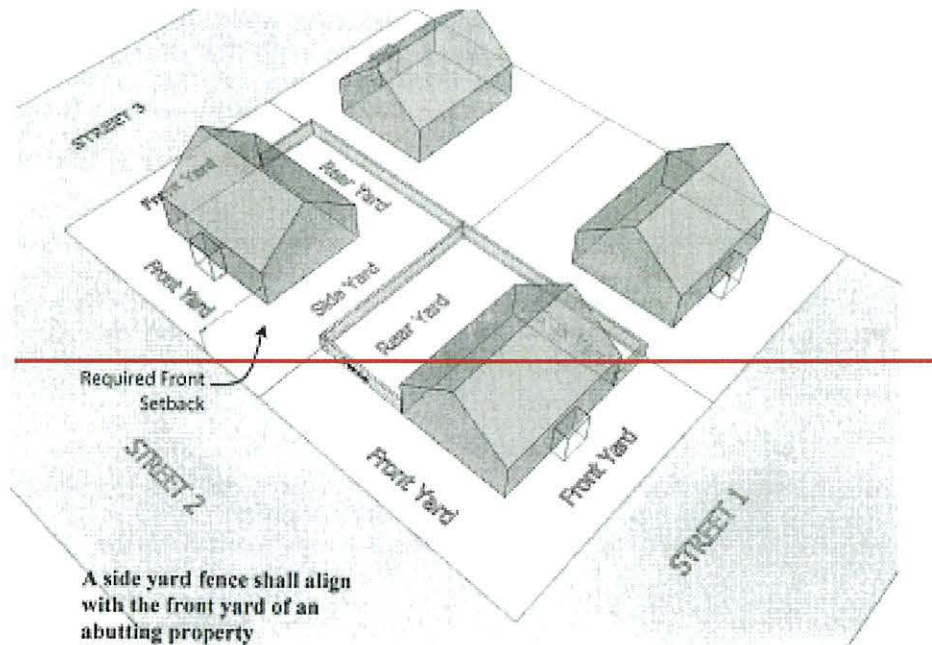 STREET 3
Front Yard
Rear Yard
Front Yard
Side Yard
Rear Yard
Required Front
Setback
STREET 2
Front Yard
Front Yard
STREET 1
A side yard fence shall align
with the front yard of an
abutting property